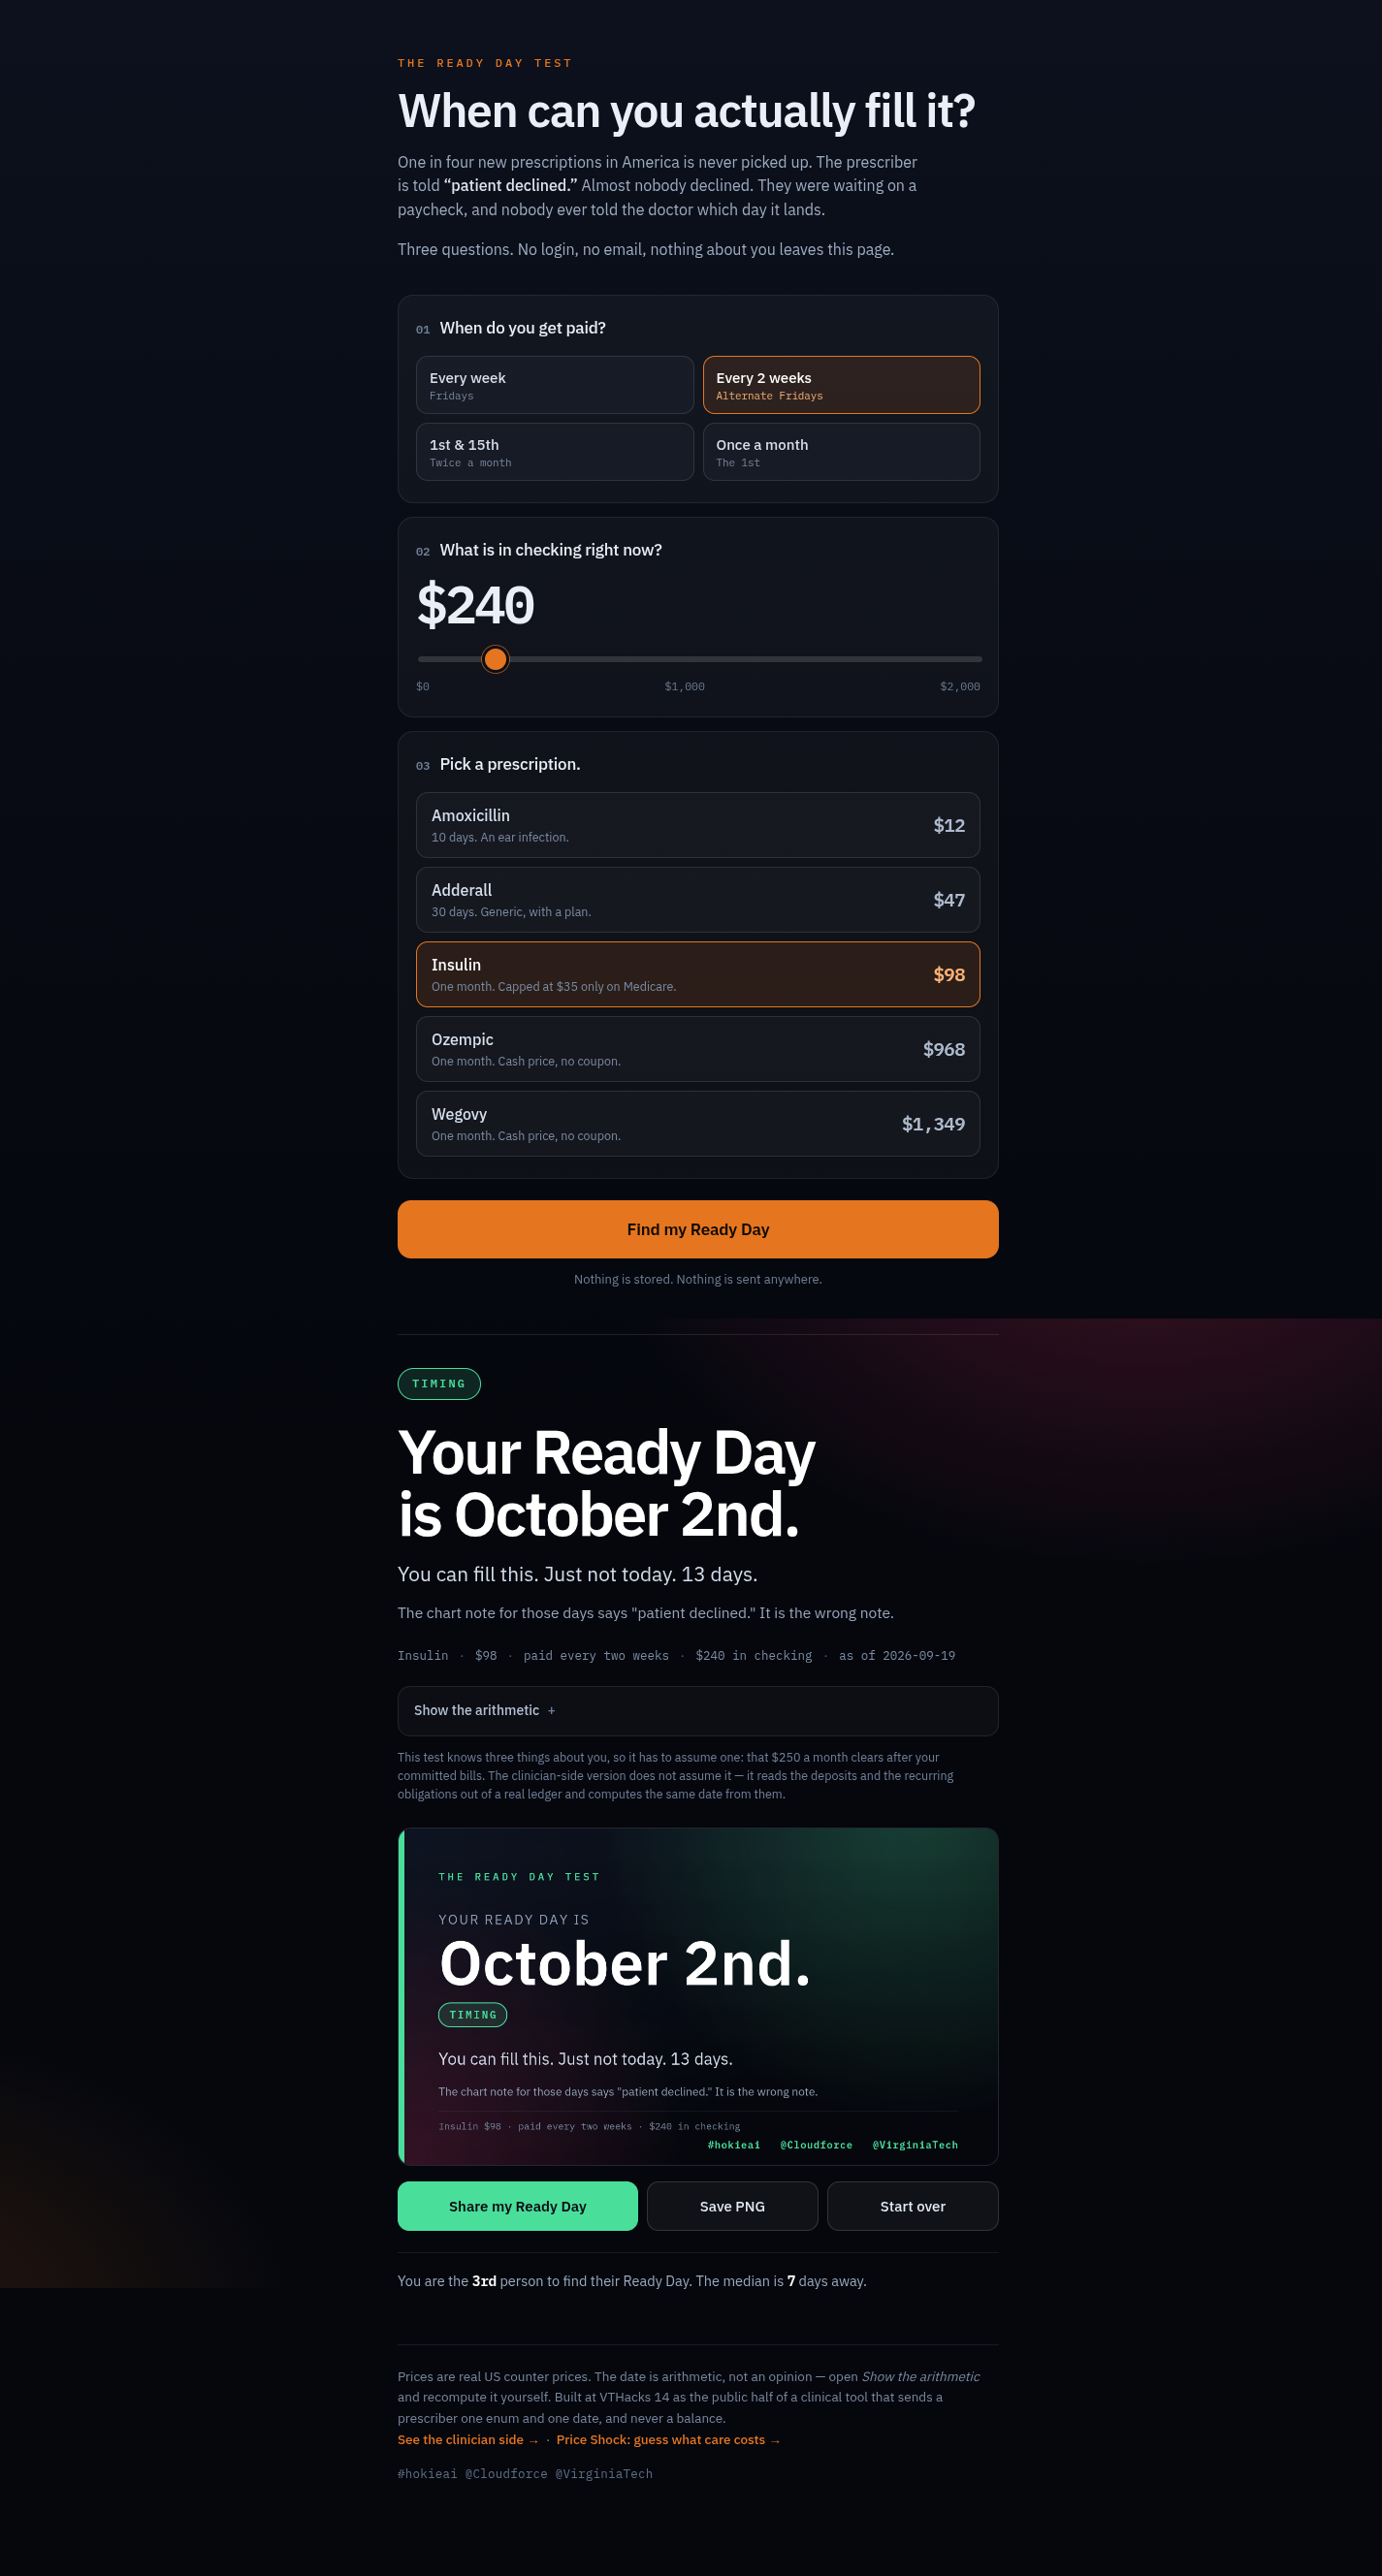 THE READY DAY TEST
When can you actually fill it?
One in four new prescriptions in America is never picked up. The prescriber
is told “patient declined.” Almost nobody declined. They were waiting on a
paycheck, and nobody ever told the doctor which day it lands.
Three questions. No login, no email, nothing about you leaves this page.
01 When do you get paid?
Every week
Fridays
Every 2 weeks
Alternate Fridays
1st & 15th
Twice a month
Once a month
The 1st
02 What is in checking right now?
$240
$0 $1,000 $2,000
03 Pick a prescription.
Amoxicillin
10 days. An ear infection.
$12
Adderall
30 days. Generic, with a plan.
$47
Insulin
One month. Capped at $35 only on Medicare.
$98
Ozempic
One month. Cash price, no coupon.
$968
Wegovy
One month. Cash price, no coupon.
$1,349
Find my Ready Day
Nothing is stored. Nothing is sent anywhere.
TIMING
Your Ready Day
is October 2nd.
You can fill this. Just not today. 13 days.
The chart note for those days says "patient declined." It is the wrong note.
Insulin · $98 · paid every two weeks · $240 in checking · as of 2026-09-19
Show the arithmetic +
This test knows three things about you, so it has to assume one: that $250 a month clears after your
committed bills. The clinician-side version does not assume it — it reads the deposits and the recurring
obligations out of a real ledger and computes the same date from them.
THE READY DAY TEST
YOUR READY DAY IS
October 2nd.
TIMING
You can fill this. Just not today. 13 days.
The chart note for those days says "patient declined." It is the wrong note.
Insulin $98 · paid every two weeks · $240 in checking
#hokieai @Cloudforce @VirginiaTech
Share my Ready Day
Save PNG
Start over
You are the 3rd person to find their Ready Day. The median is 7 days away.
Prices are real US counter prices. The date is arithmetic, not an opinion — open Show the arithmetic
and recompute it yourself. Built at VTHacks 14 as the public half of a clinical tool that sends a
prescriber one enum and one date, and never a balance.
See the clinician side → · Price Shock: guess what care costs →
#hokieai @Cloudforce @VirginiaTech